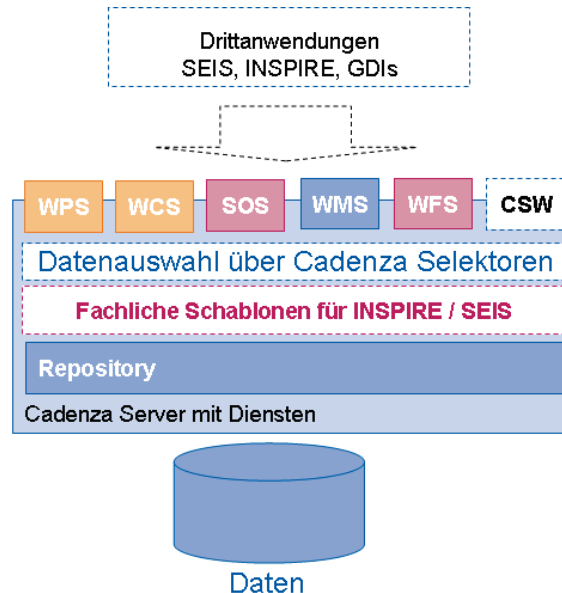 Drittanwendungen
SEIS, INSPIRE, GDIs
WPS WCS SOS WMS WFS CSW
Datenauswahl über Cadenza Selektoren
Fachliche Schablonen für INSPIRE / SEIS
Repository
Cadenza Server mit Diensten
Daten